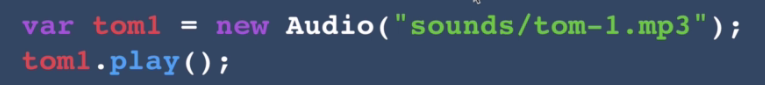 var tom1 = new Audio("sounds/tom-1.mp3");
tom1.play();